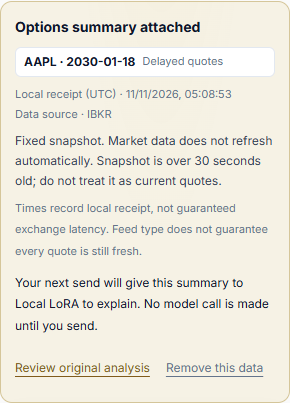 Options summary attached
AAPL · 2030-01-18 Delayed quotes
Local receipt (UTC) · 11/11/2026, 05:08:53
Data source · IBKR
Fixed snapshot. Market data does not refresh
automatically. Snapshot is over 30 seconds
old; do not treat it as current quotes.
Times record local receipt, not guaranteed
exchange latency. Feed type does not guarantee
every quote is still fresh.
Your next send will give this summary to
Local LoRA to explain. No model call is made
until you send.
Review original analysis Remove this data